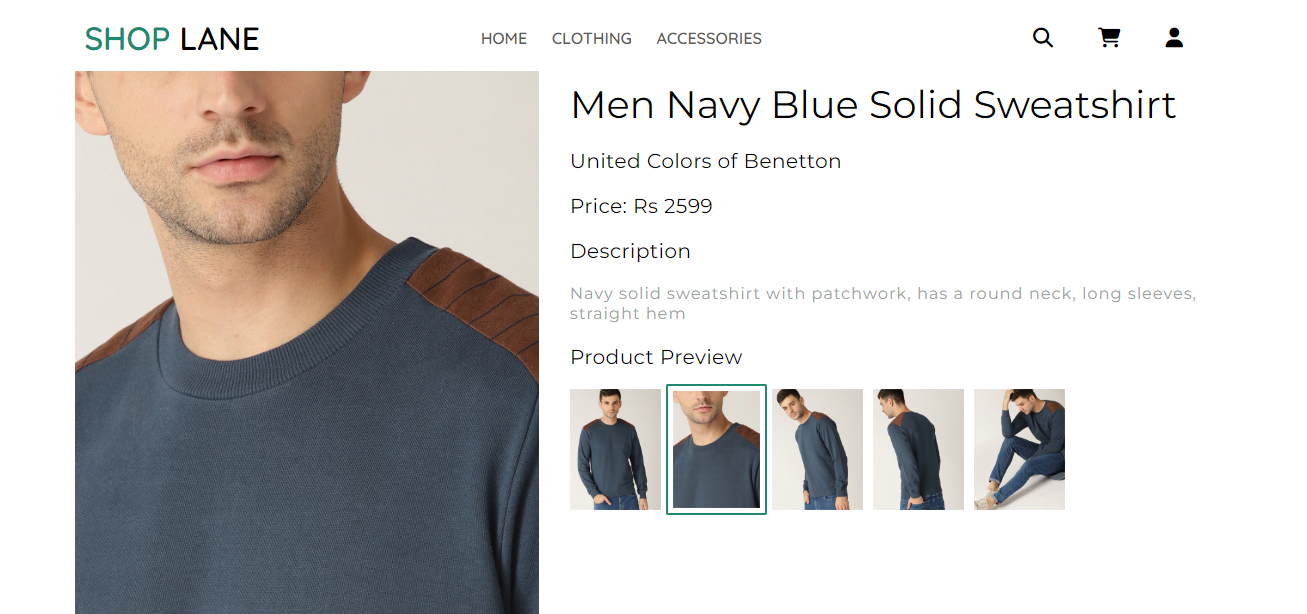 SHOP LANE
HOME CLOTHING ACCESSORIES
Men Navy Blue Solid Sweatshirt
United Colors of Benetton
Price: Rs 2599
Description
Navy solid sweatshirt with patchwork, has a round neck, long sleeves,
straight hem
Product Preview